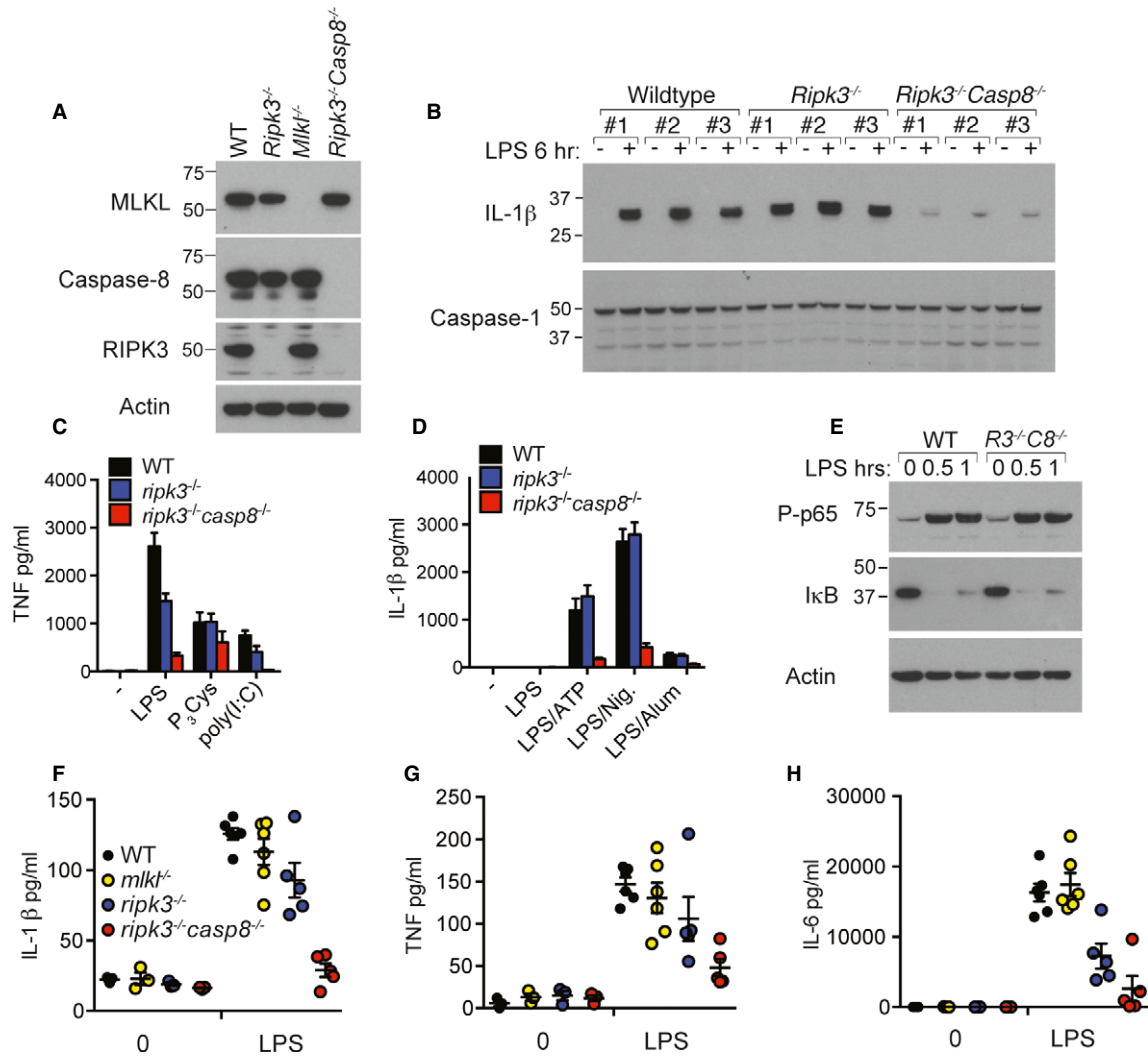 A
WT
Ripk3-/-
Mlkl-/-
Ripk3-/-Casp8-/-
MLKL
75
50
Caspase-8
75
50
RIPK3
50
Actin
B
Wildtype Ripk3-/- Ripk3-/-Casp8-/-
#1 #2 #3 #1 #2 #3 #1 #2 #3
LPS 6 hr: - + - + - + - + - + - + - + - + - +
IL-1β
37
25
Caspase-1
50
37
C
WT
ripk3-/-
ripk3-/-casp8-/-
TNF pg/ml
4000
3000
2000
1000
0
-
LPS
P3Cys
poly(I:C)
D
WT
ripk3-/-
ripk3-/-casp8-/-
IL-1β pg/ml
4000
3000
2000
1000
0
-
LPS
LPS/ATP
LPS/Nig.
LPS/Alum
E
WT R3-/-C8-/-
LPS hrs: 0 0.5 1 0 0.5 1
P-p65
75
IκB
50
37
Actin
F
IL-1 β pg/ml
150
100
50
0
WT
mlkl-/-
ripk3-/-
ripk3-/-casp8-/-
0 LPS
G
TNF pg/ml
250
200
150
100
50
0
0 LPS
H
IL-6 pg/ml
30000
20000
10000
0
0 LPS